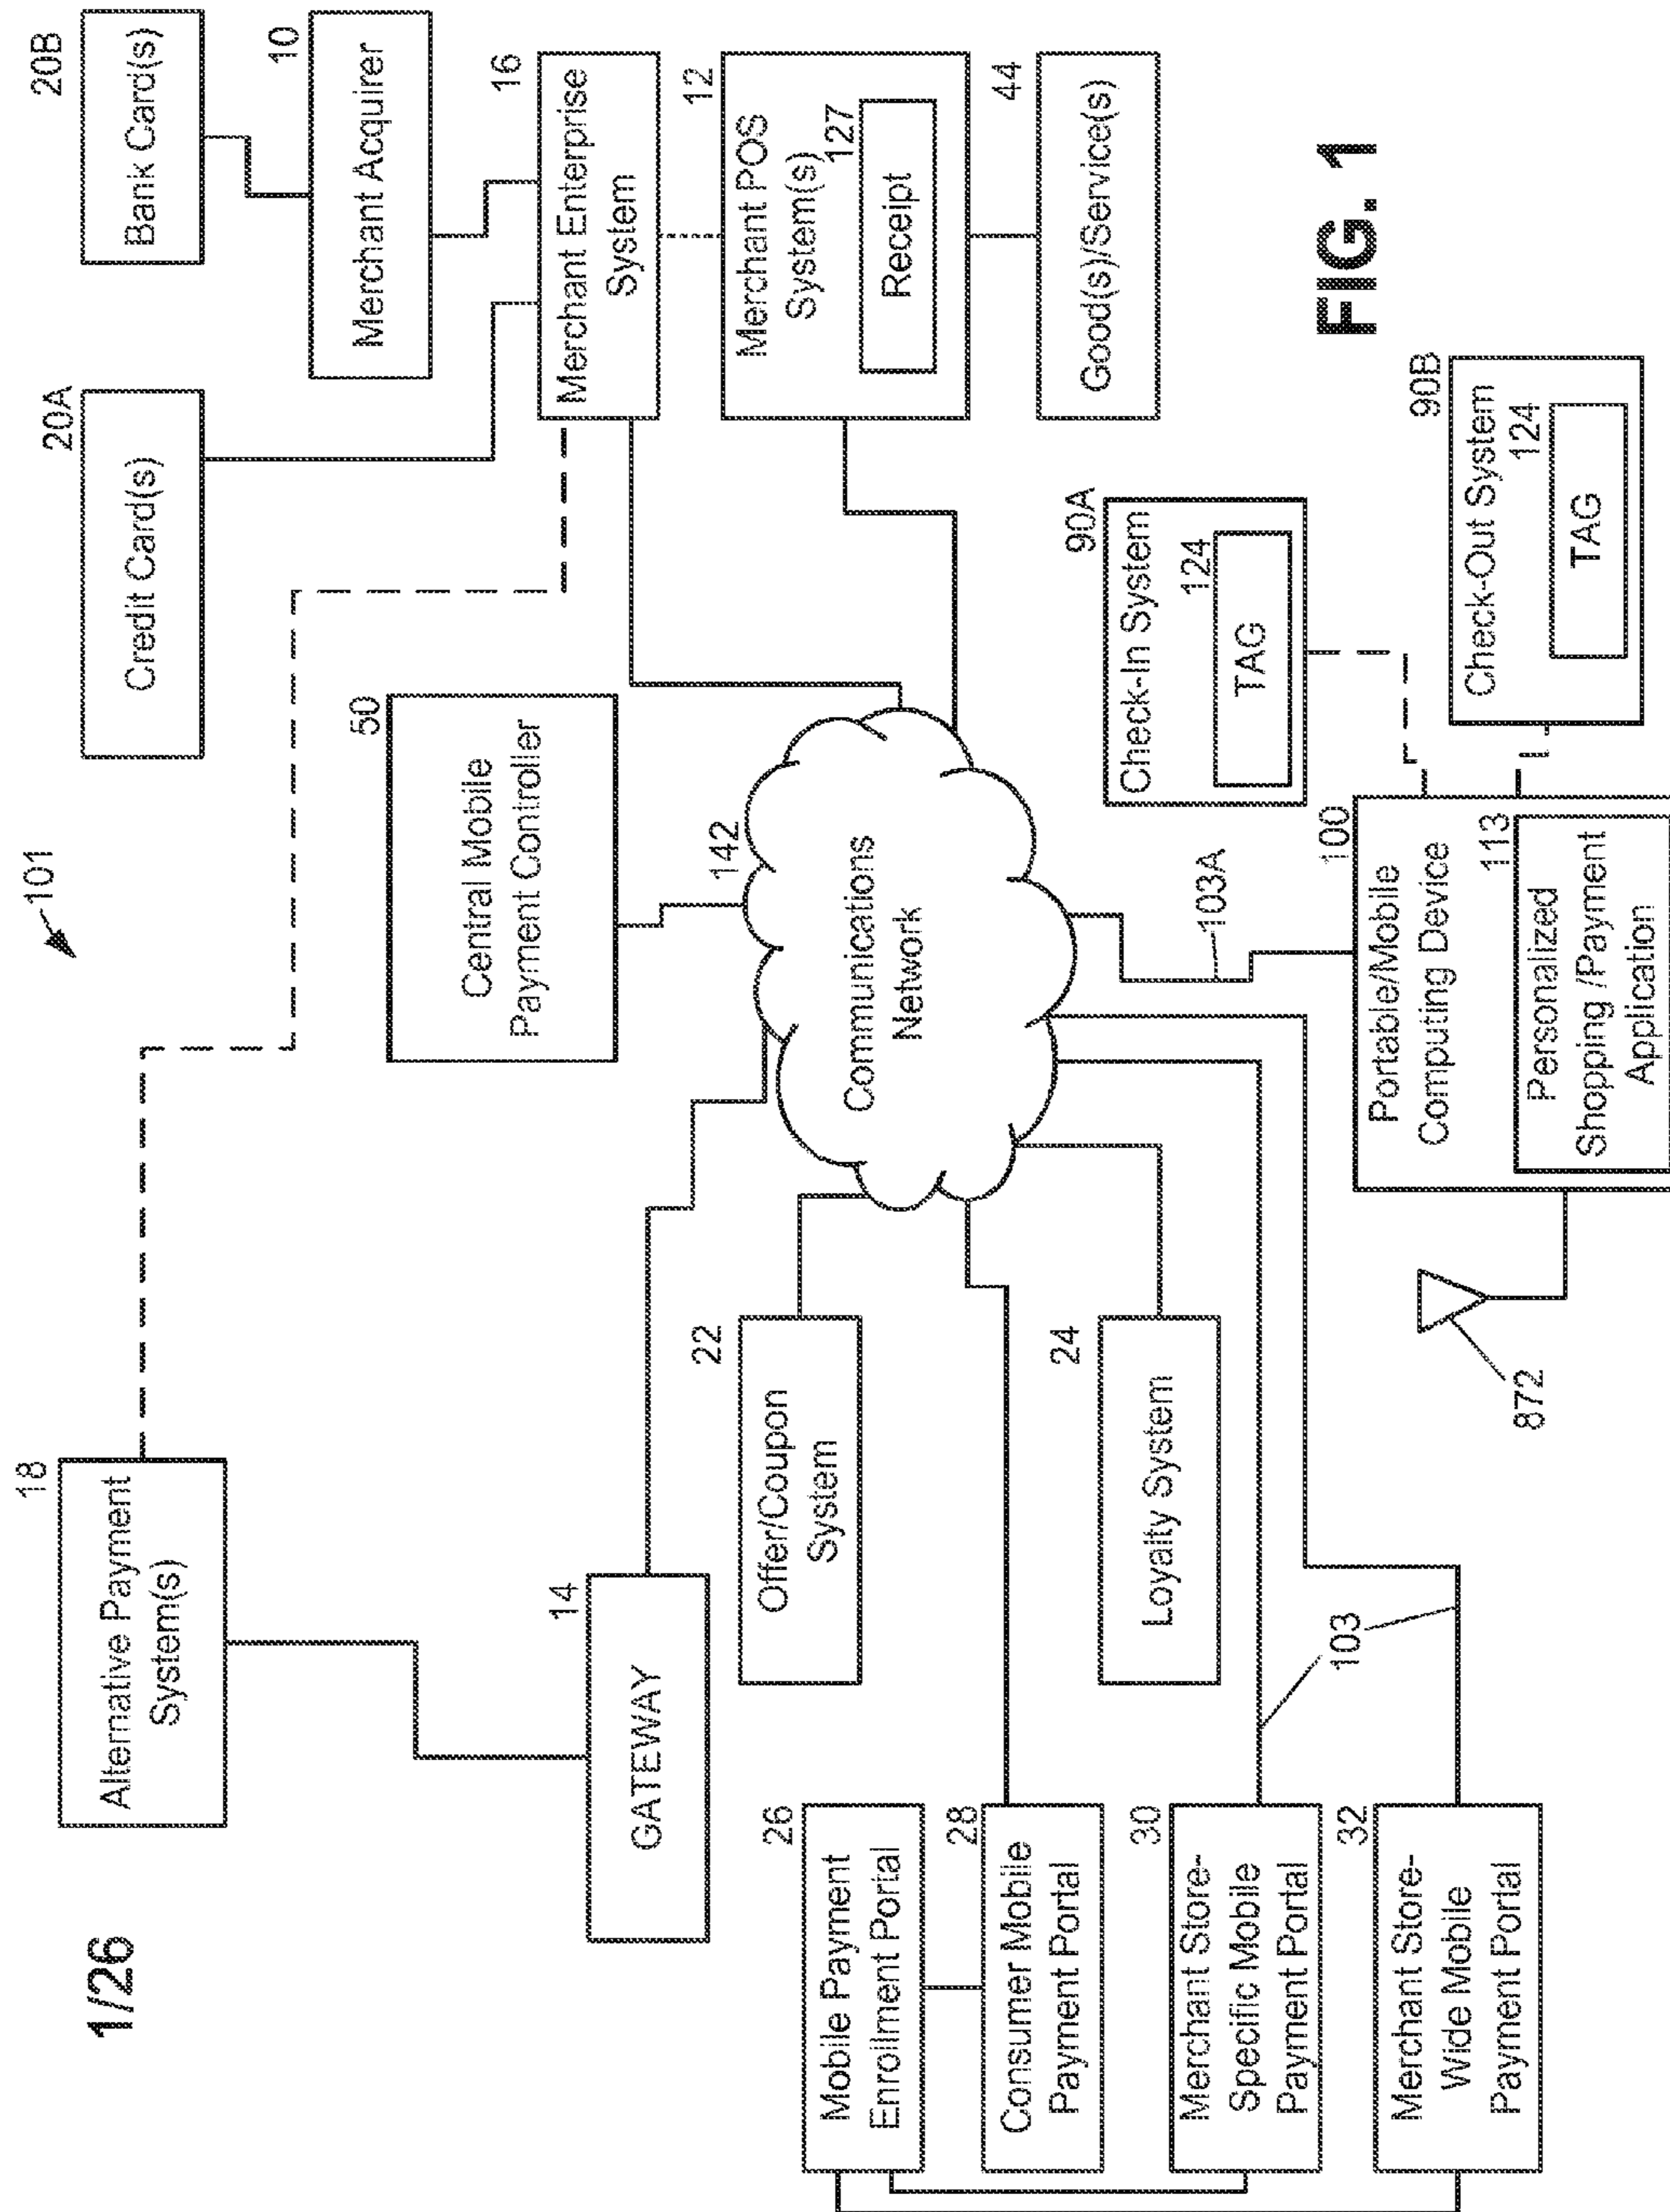 1/26
101
18
Alternative Payment
System(s)
20A
Credit Card(s)
20B
Bank Card(s)
10
Merchant Acquirer
16
Merchant Enterprise
System
12
Merchant POS
System(s)
127
Receipt
44
Good(s)/Service(s)
50
Central Mobile
Payment Controller
14
GATEWAY
142
Communications
Network
22
Offer/Coupon
System
24
Loyalty System
26
Mobile Payment
Enrollment Portal
28
Consumer Mobile
Payment Portal
30
Merchant Store-
Specific Mobile
Payment Portal
32
Merchant Store-
Wide Mobile
Payment Portal
103
103A
90A
Check-In System
124
TAG
90B
Check-Out System
124
TAG
100
Portable/Mobile
Computing Device
113
Personalized
Shopping /Payment
Application
872
FIG. 1